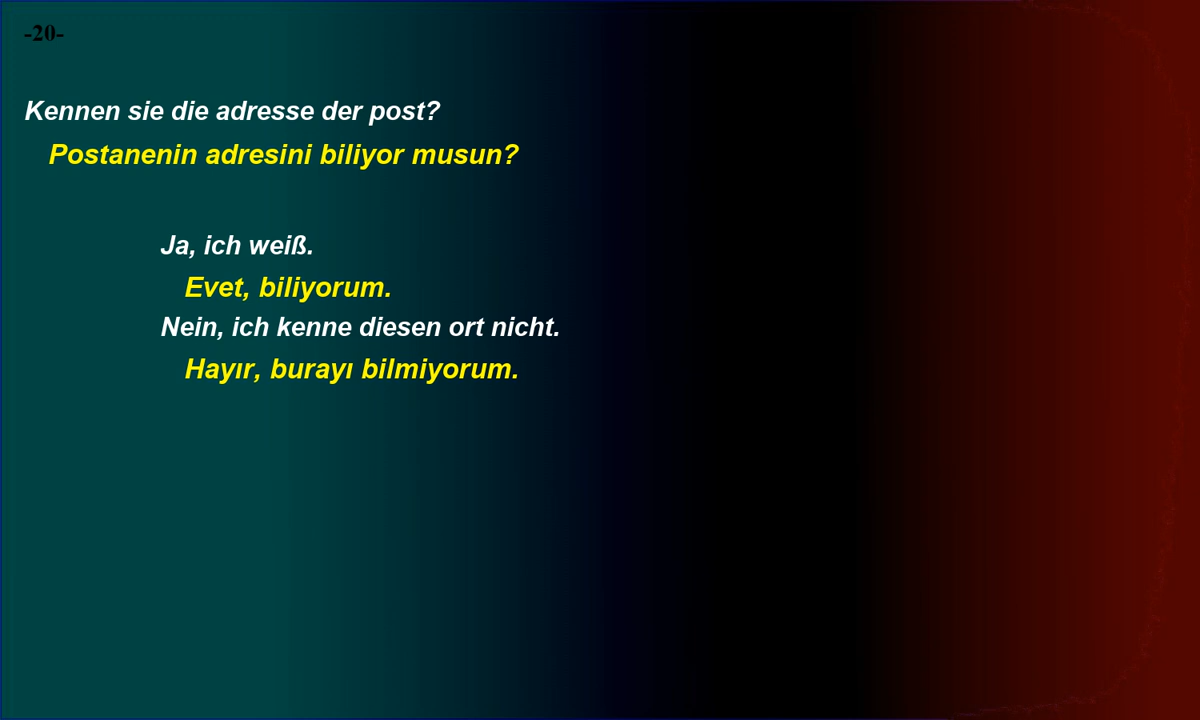 -20-
Kennen sie die adresse der post?
Postanenin adresini biliyor musun?
Ja, ich weiß.
Evet, biliyorum.
Nein, ich kenne diesen ort nicht.
Hayır, burayı bilmiyorum.